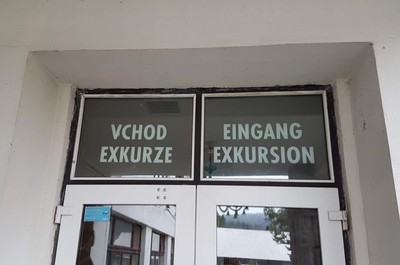 VCHOD
EXKURZE
EINGANG
EXKURSION